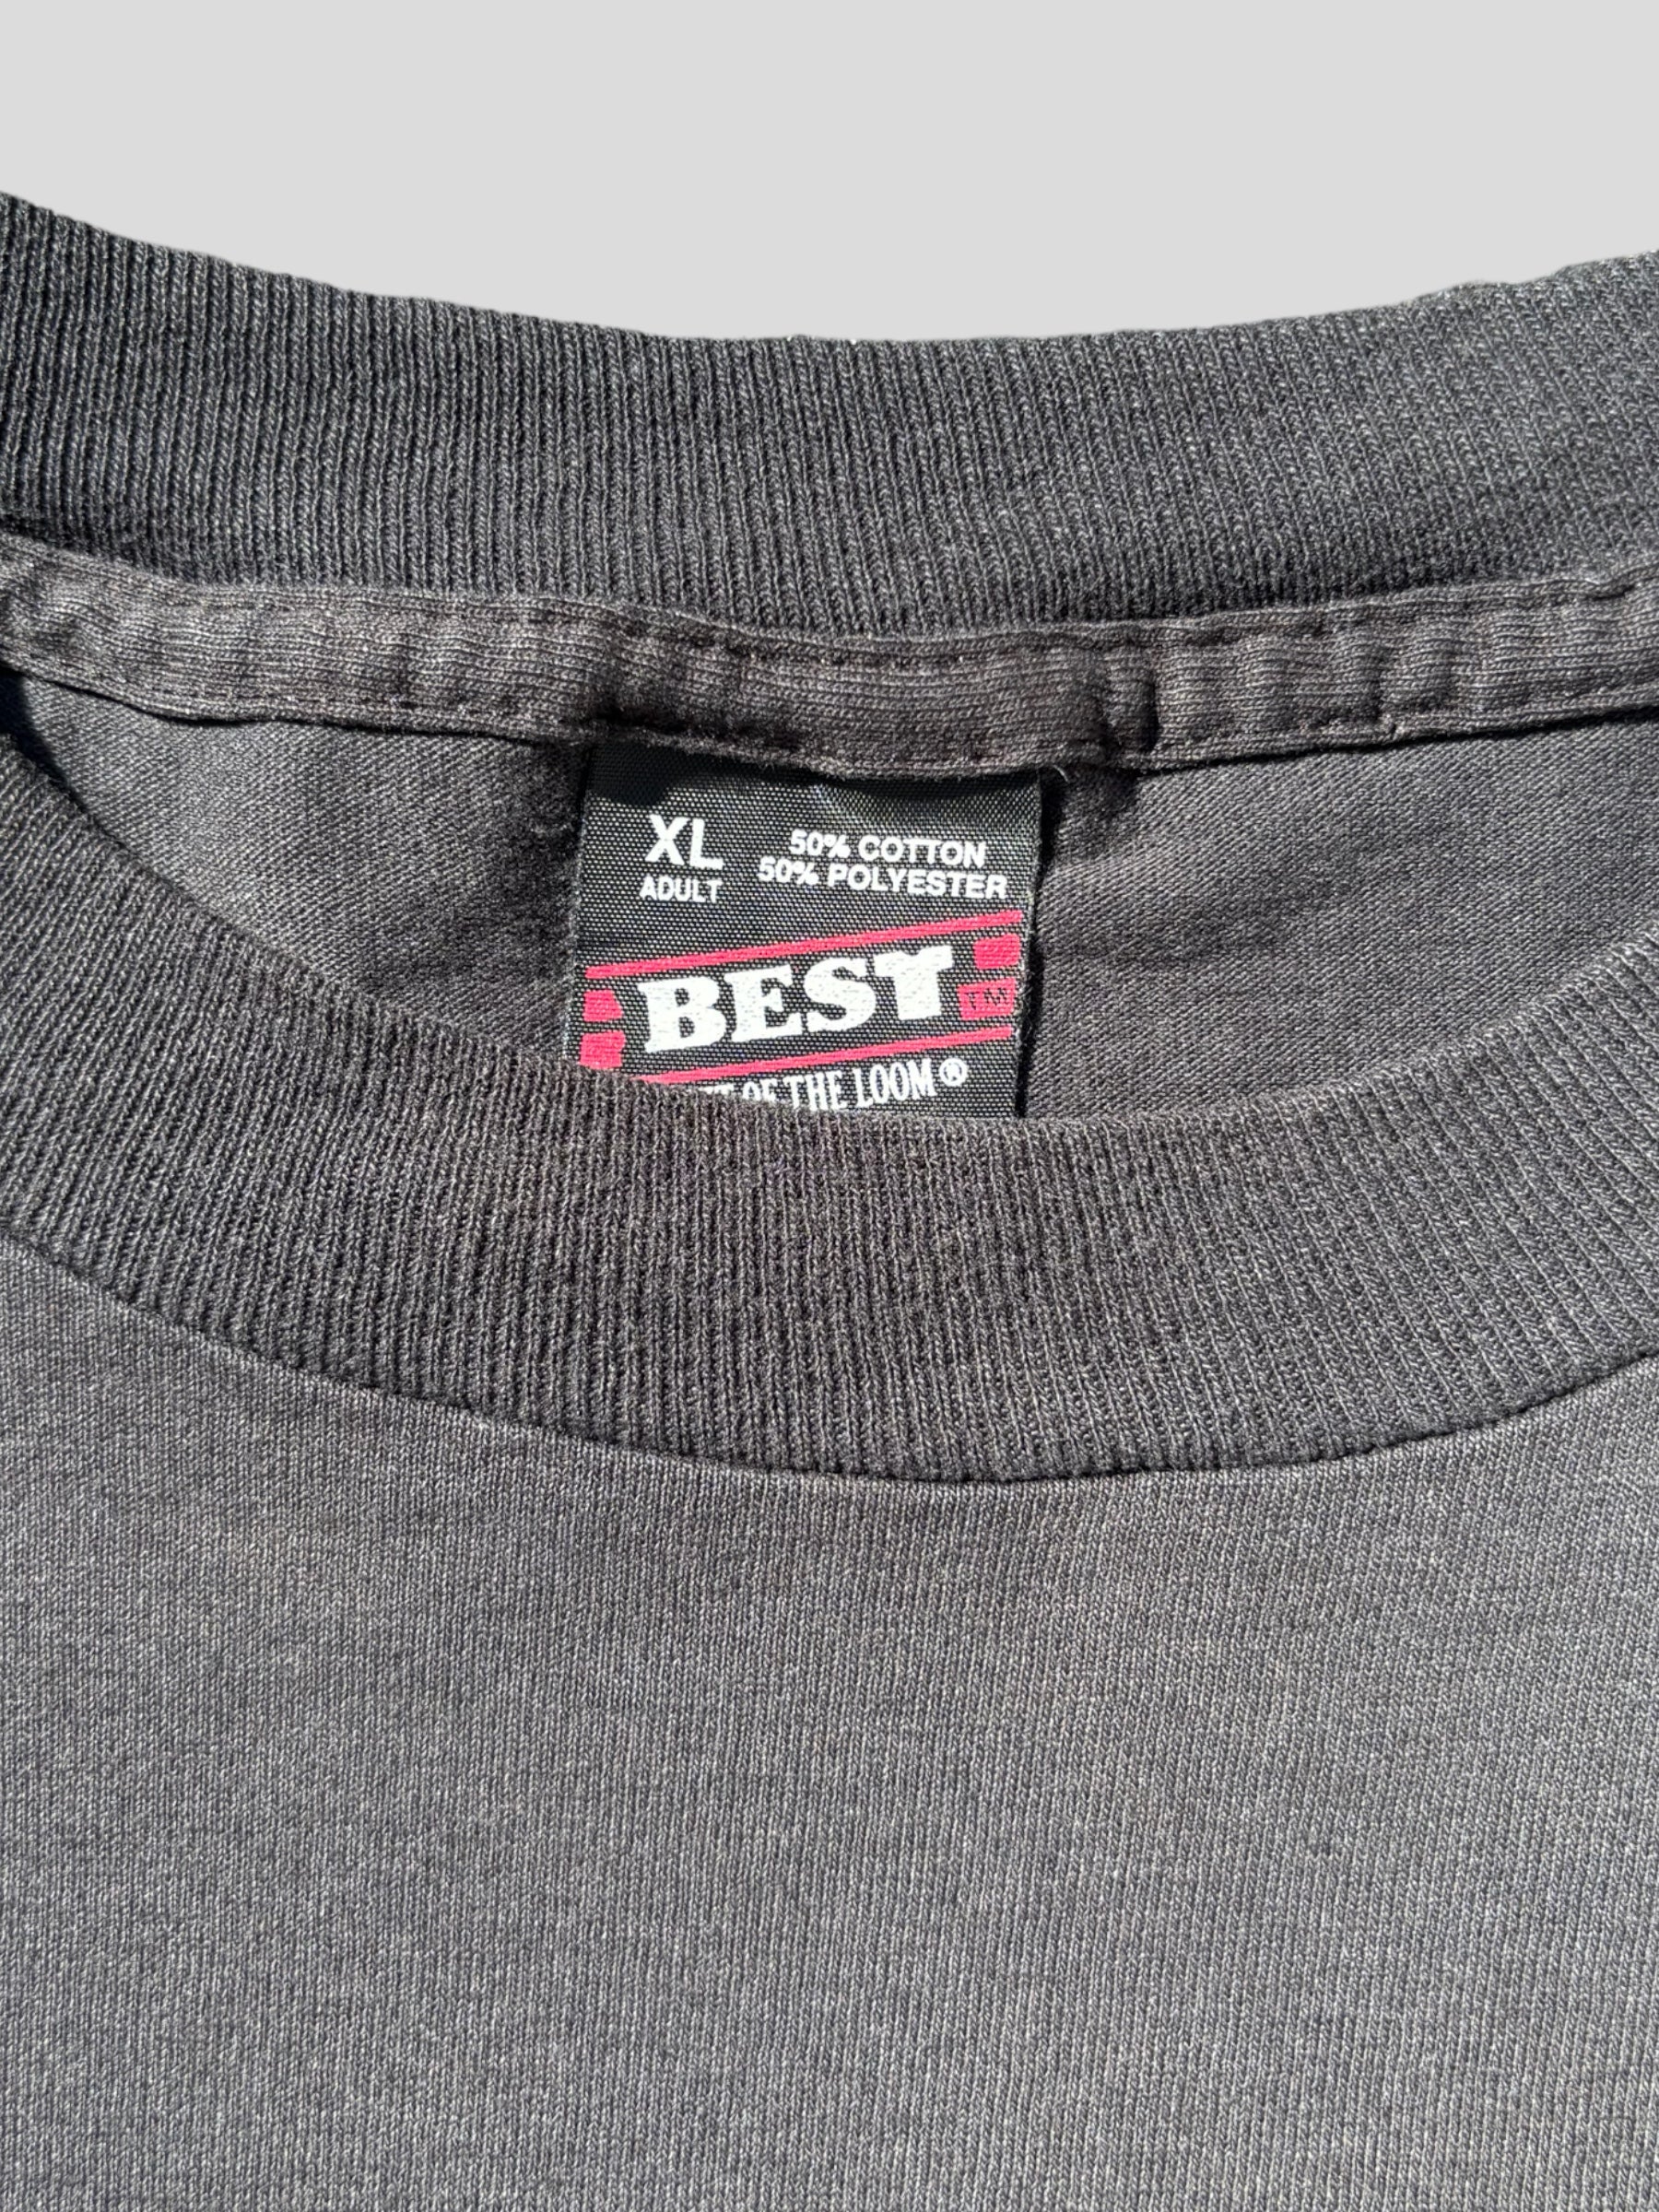 XL
ADULT
50% COTTON
50% POLYESTER
BEST
TM
OF THE LOOM®